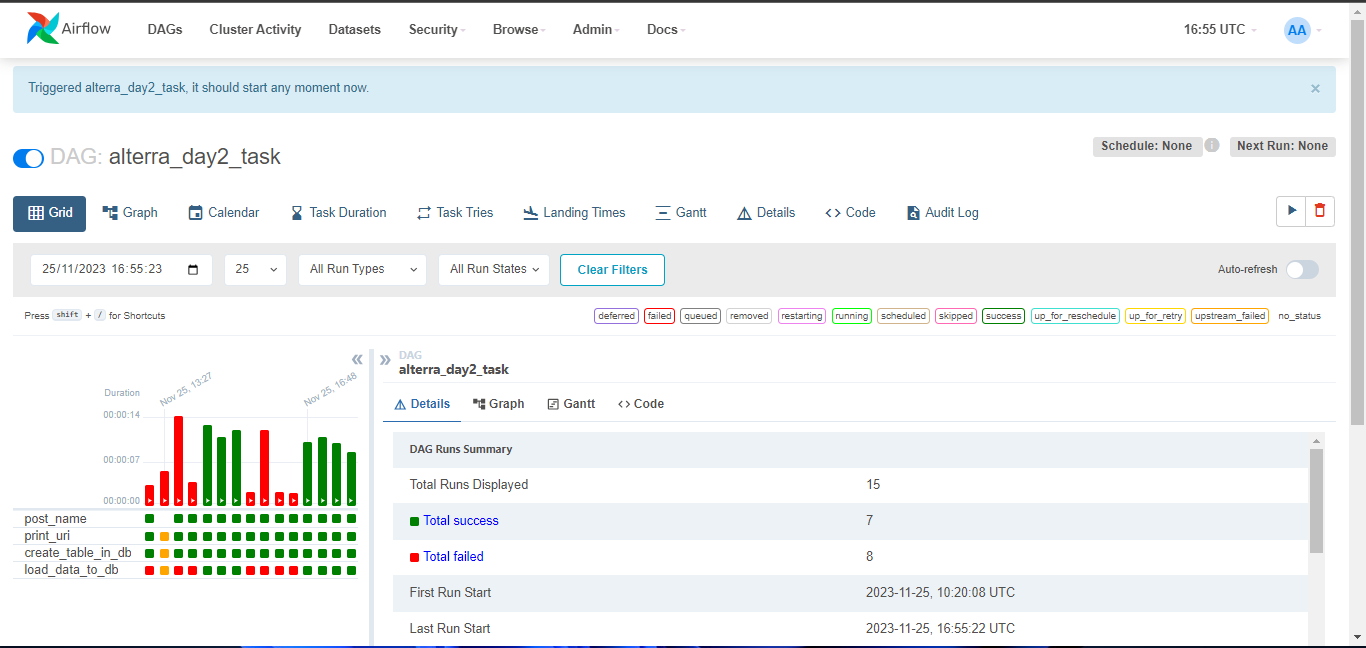 Airflow DAGs Cluster Activity Datasets Security Browse Admin Docs 16:55 UTC AA
Triggered alterra_day2_task, it should start any moment now. ×
DAG: alterra_day2_task Schedule: None i Next Run: None
Grid Graph Calendar Task Duration Task Tries Landing Times Gantt Details Code Audit Log
25/11/2023 16:55:23 25 All Run Types All Run States Clear Filters Auto-refresh
Press shift + / for Shortcuts deferred failed queued removed restarting running scheduled skipped success up_for_reschedule up_for_retry upstream_failed no_status
DAG
alterra_day2_task
Nov 25, 13:27 Nov 25, 16:48
Duration
00:00:14
00:00:07
00:00:00
post_name
print_uri
create_table_in_db
load_data_to_db
Details Graph Gantt Code
DAG Runs Summary
Total Runs Displayed 15
Total success 7
Total failed 8
First Run Start 2023-11-25, 10:20:08 UTC
Last Run Start 2023-11-25, 16:55:22 UTC